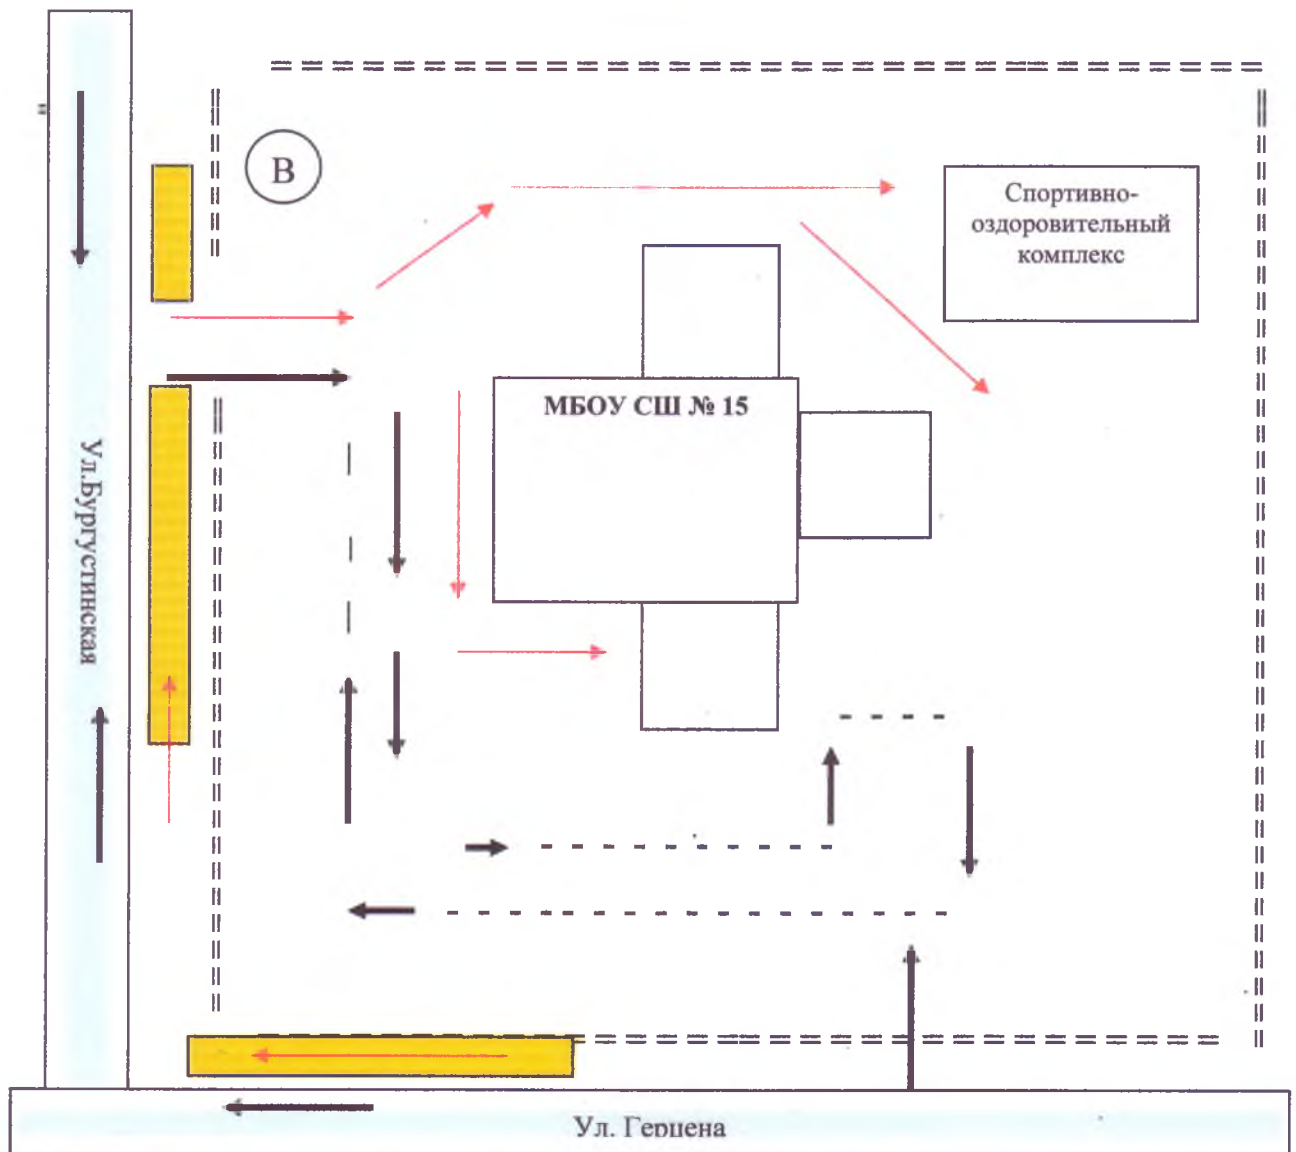 В
Спортивно-
оздоровительный
комплекс
МБОУ СШ № 15
Ул.Бургустинская
Ул. Герцена